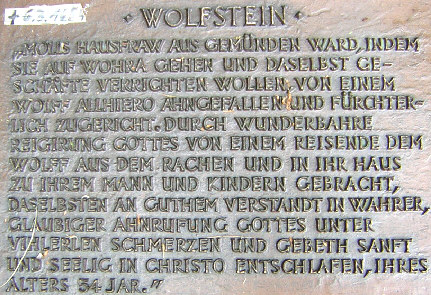 · WOLFSTEIN ·
„MOLLS HAUSFRAW AUS GEMÜNDEN WARD, INDEM
SIE AUF WOHRA GEHEN UND DASELBST GE-
SCHÄFTE VERRICHTEN WOLLEN, VON EINEM
WOLFF ALLHIERO AHNGEFALLEN UND FÜRCHTER-
LICH ZUGERICHT. DURCH WUNDERBAHRE
REIGIRUNG GOTTES VON EINEM REISENDE DEM
WOLFF AUS DEM RACHEN UND IN IHR HAUS
ZU IHREM MANN UND KINDERN GEBRACHT,
DASELBSTEN AN GUTHEM VERSTANDT IN WAHRER,
GLAUBIGER AHNRUFUNG GOTTES UNTER
VIHLERLEN SCHMERZEN UND GEBETH SANFT
UND SEELIG IN CHRISTO ENTSCHLAFEN, IHRES
ALTERS 34 JAR."